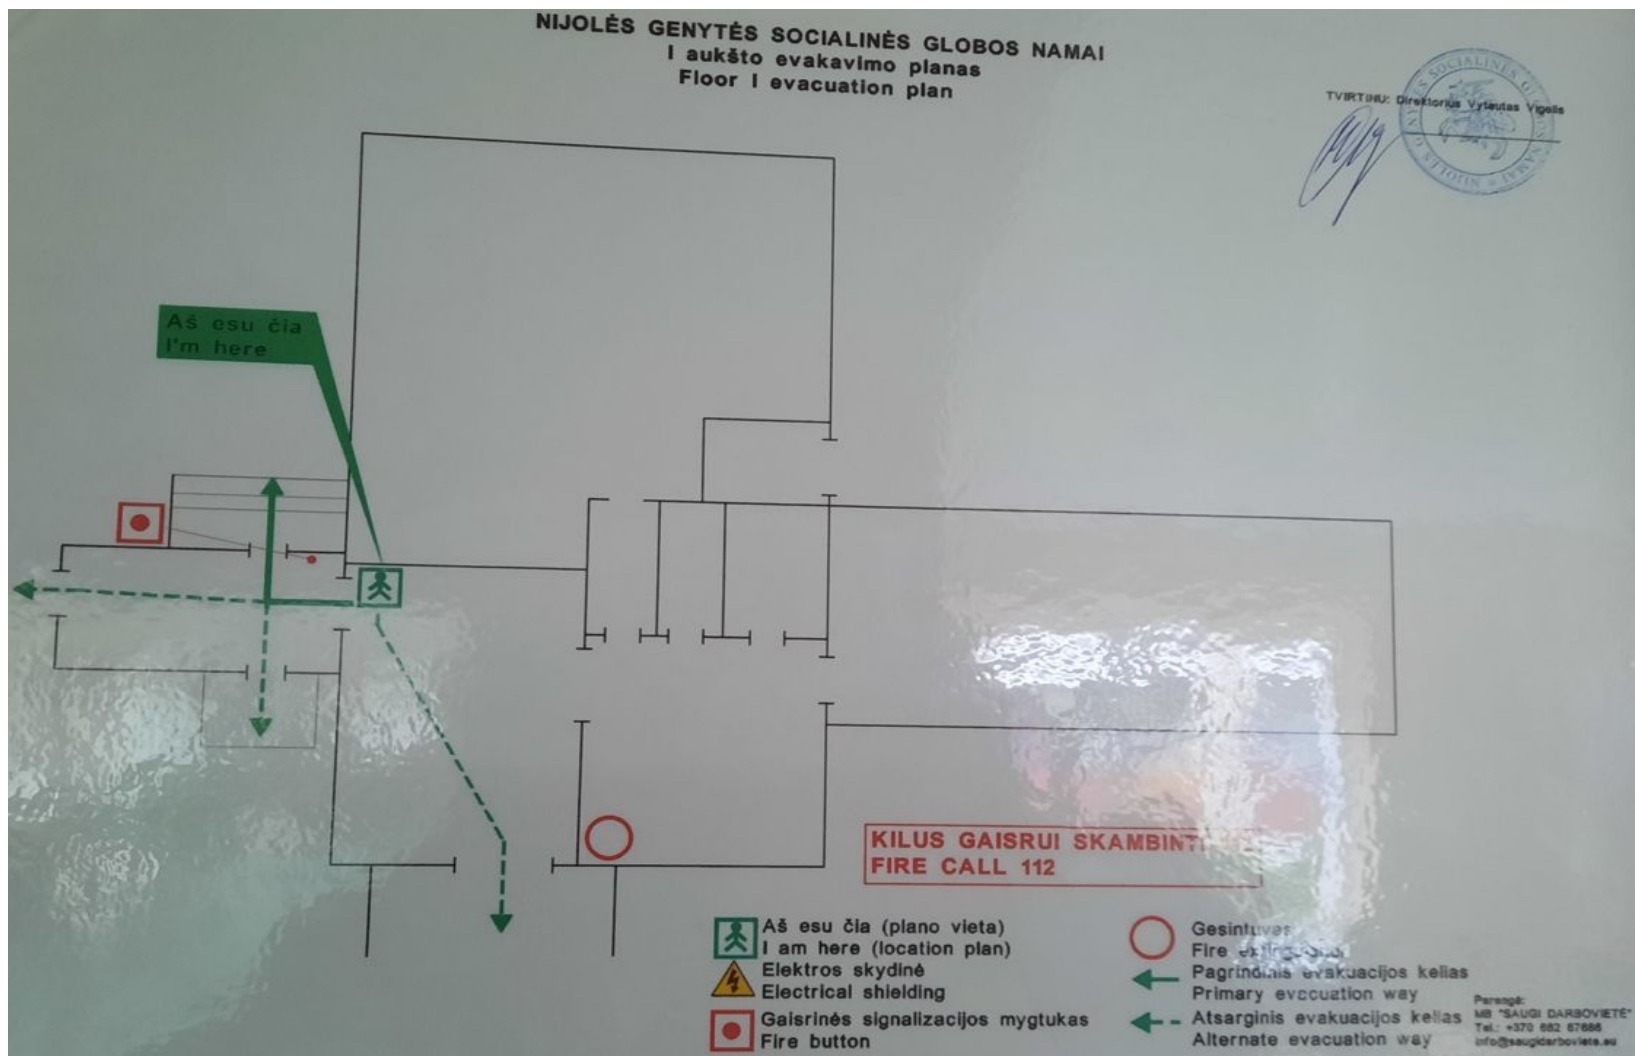 NIJOLĖS GENYTĖS SOCIALINĖS GLOBOS NAMAI
I aukšto evakavimo planas
Floor I evacuation plan
TVIRTINU: Direktorius Vytautas
Aš esu čia
I'm here
KILUS GAISRUI SKAMBINTI
FIRE CALL 112
Aš esu čia (plano vieta)
I am here (location plan)
Elektros skydinė
Electrical shielding
Gaisrinės signalizacijos mygtukas
Fire button
Gesintuvas
Fire
Pagrindinis evakuacijos kelias
Primary evacuation way
Atsarginis evakuacijos kelias
Alternate evacuation way
Parengė:
MB "SAUGI DARBOVIETĖ"
Tel.: +370 682 67686
info@saugidarboviete.eu